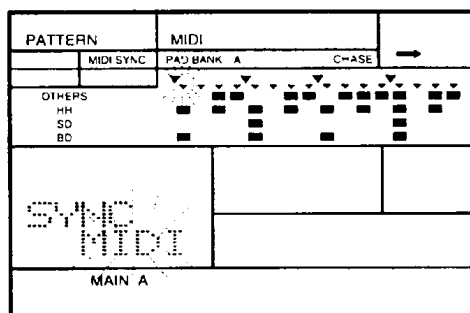 PATTERN MIDI
MIDI SYNC PAD BANK A CHASE
OTHERS
HH
SD
BD
SYNC
MIDI
MAIN A